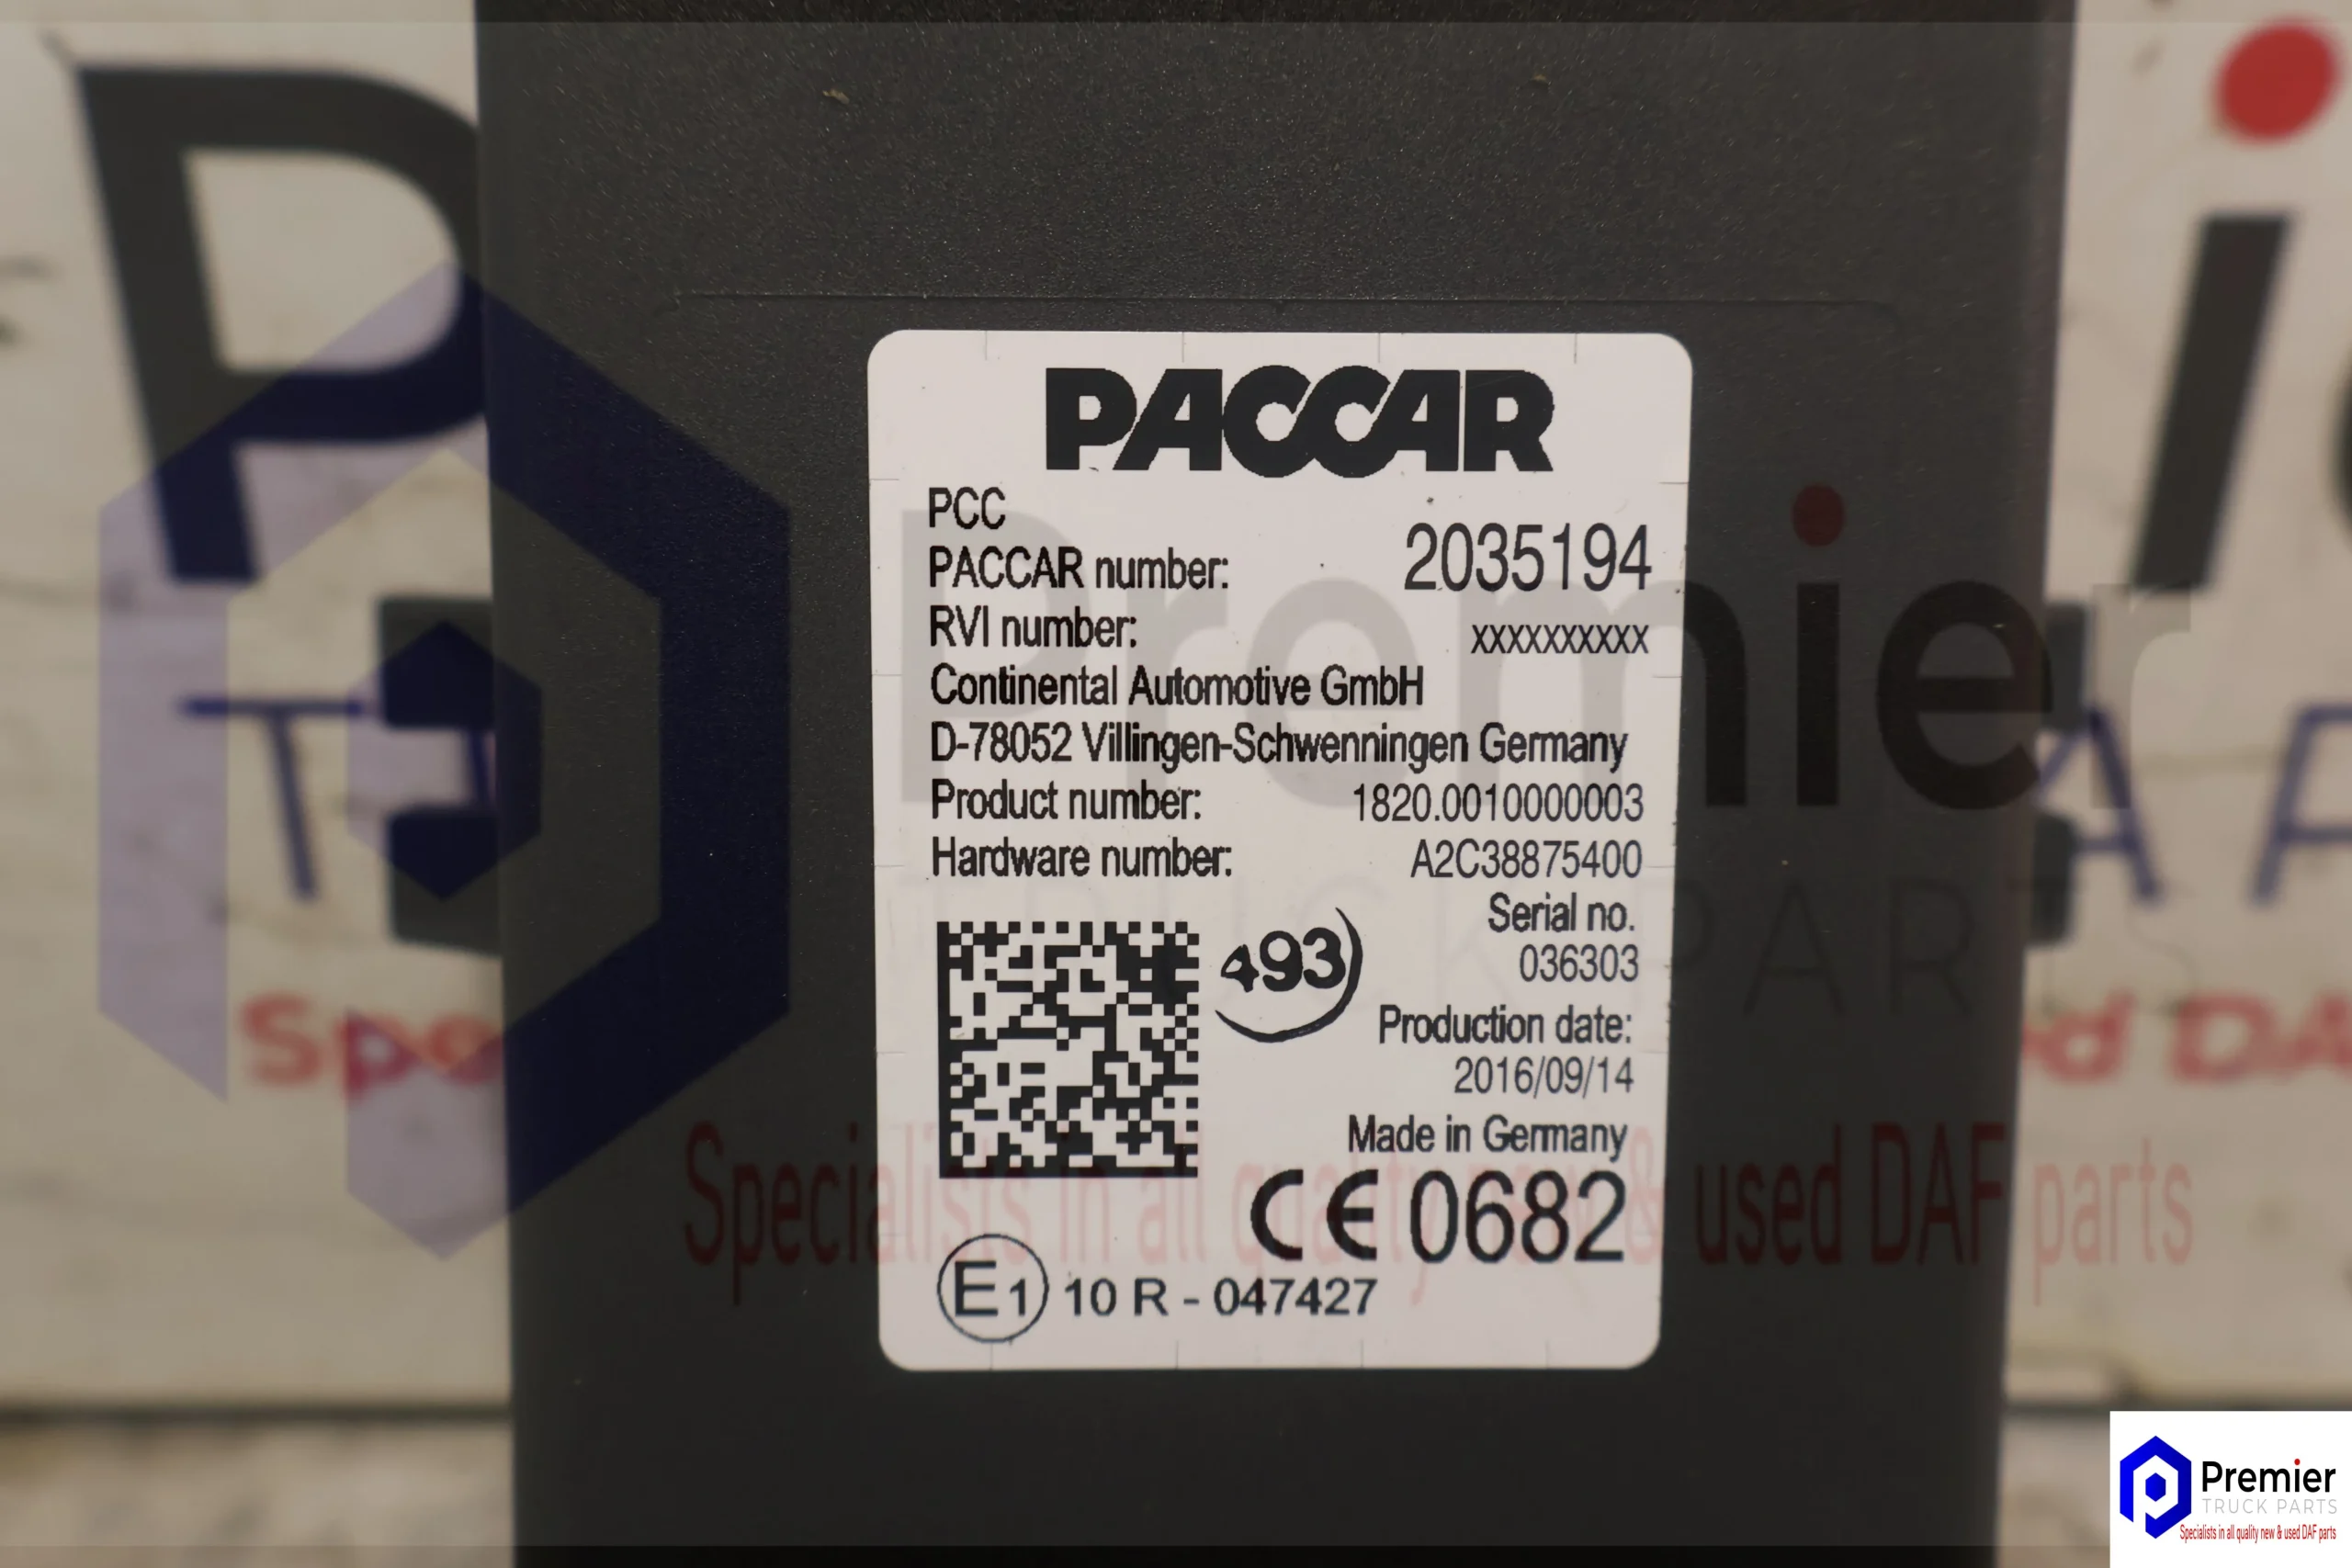 PACCAR
PCC
PACCAR number: 2035194
RVI number: xxxxxxxxxx
Continental Automotive GmbH
D-78052 Villingen-Schwenningen Germany
Product number: 1820.0010000003
Hardware number: A2C38875400
Serial no.
036303
493
Production date:
2016/09/14
Made in Germany
CE 0682
E1 10 R - 047427
Premier
TRUCK PARTS
Specialists in all quality new & used DAF parts
Premier
TRUCK PARTS
Specialists in all quality new & used DAF parts